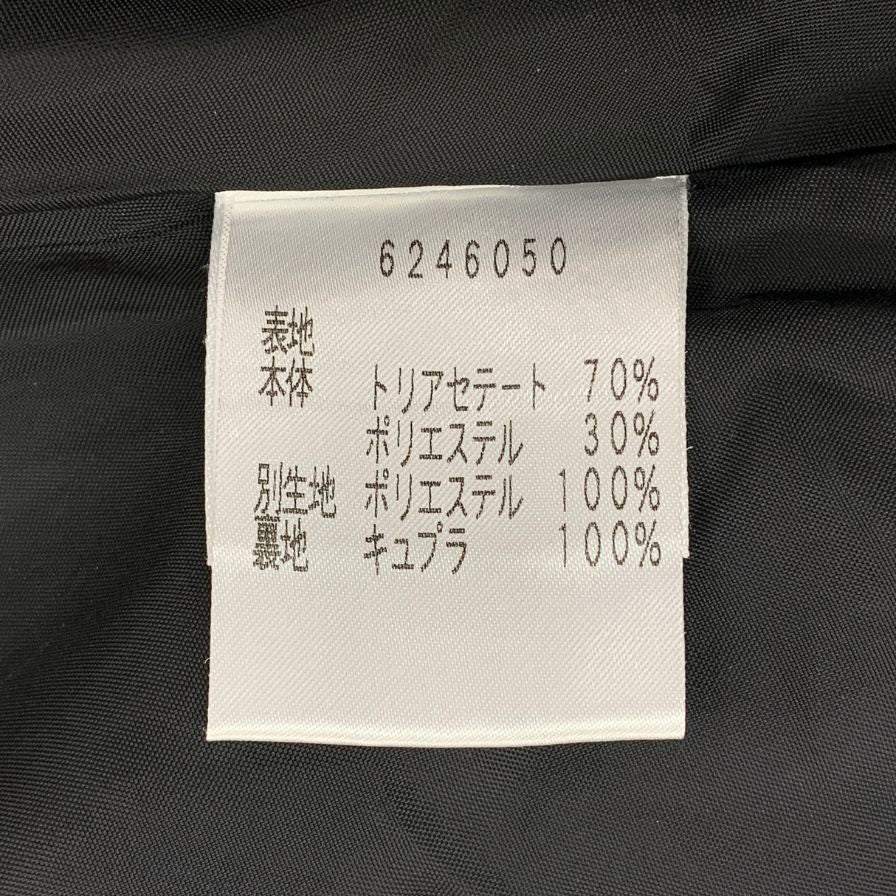 6246050
表地
本体 トリアセテート 70%
ポリエステル 30%
別生地 ポリエステル 100%
裏地 キュプラ 100%